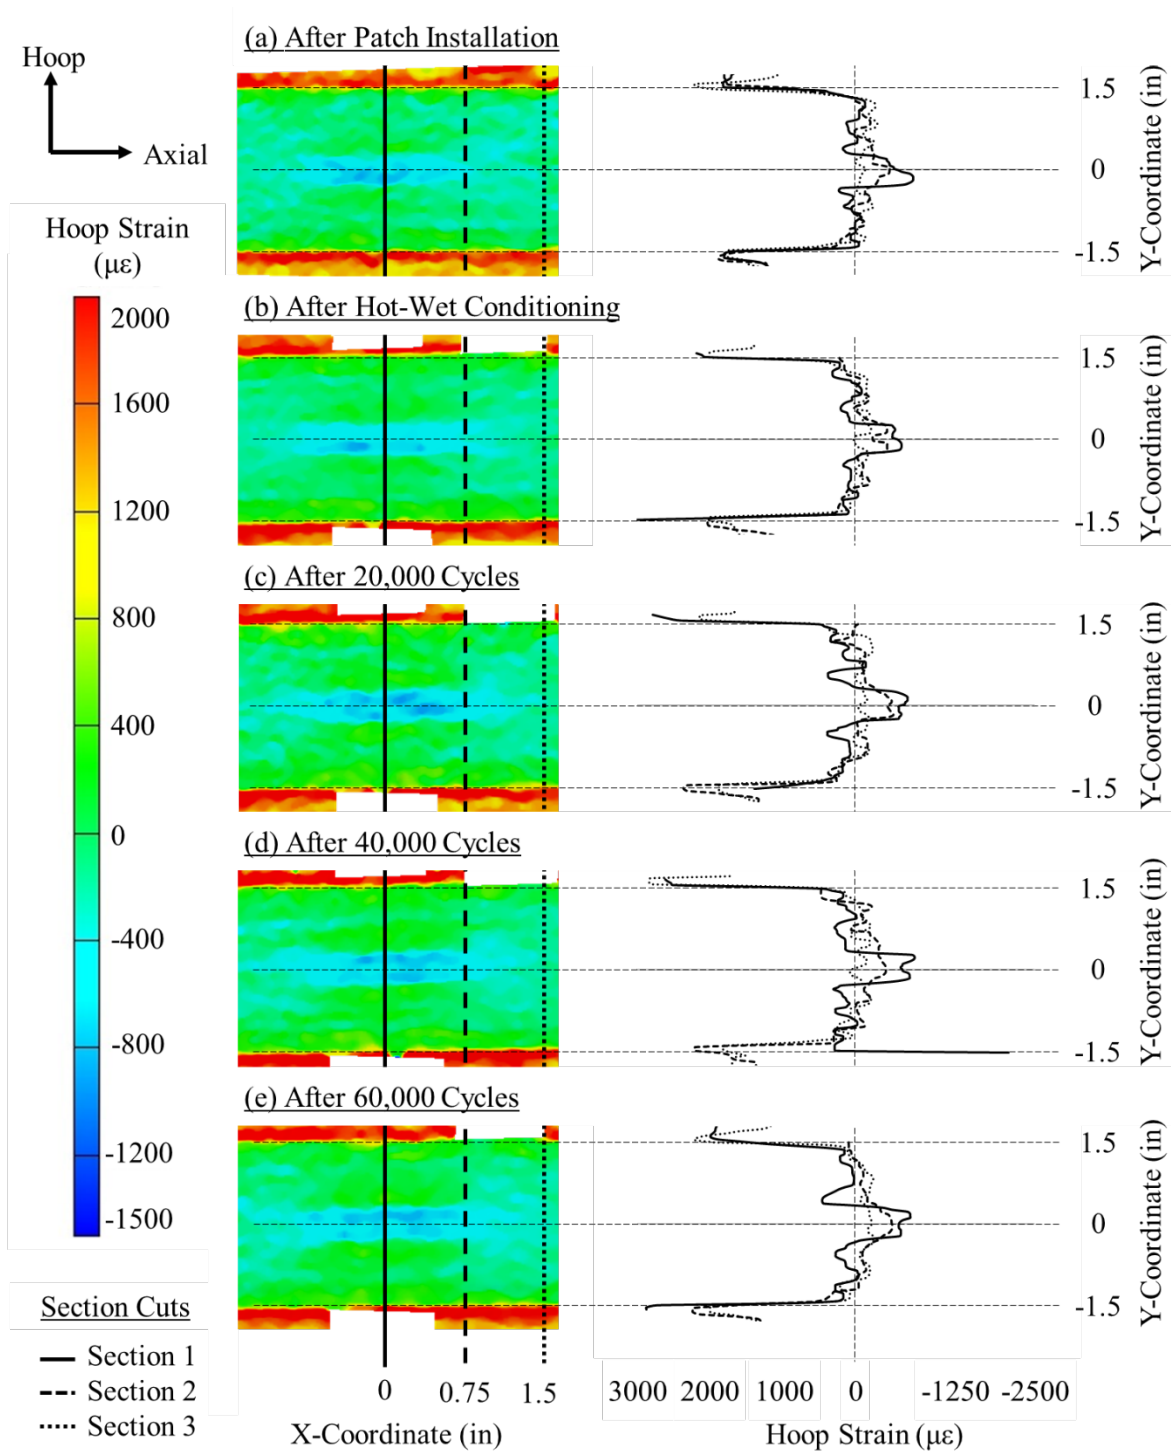 (a) After Patch Installation
Hoop
Axial
1.5
0
-1.5
Y-Coordinate (in)
Hoop Strain
(με)
2000
1600
1200
800
400
0
-400
-800
-1200
-1500
(b) After Hot-Wet Conditioning
1.5
0
-1.5
Y-Coordinate (in)
(c) After 20,000 Cycles
1.5
0
-1.5
Y-Coordinate (in)
(d) After 40,000 Cycles
1.5
0
-1.5
Y-Coordinate (in)
(e) After 60,000 Cycles
1.5
0
-1.5
Y-Coordinate (in)
Section Cuts
Section 1
Section 2
Section 3
0 0.75 1.5
X-Coordinate (in)
3000 2000 1000 0 -1250 -2500
Hoop Strain (με)